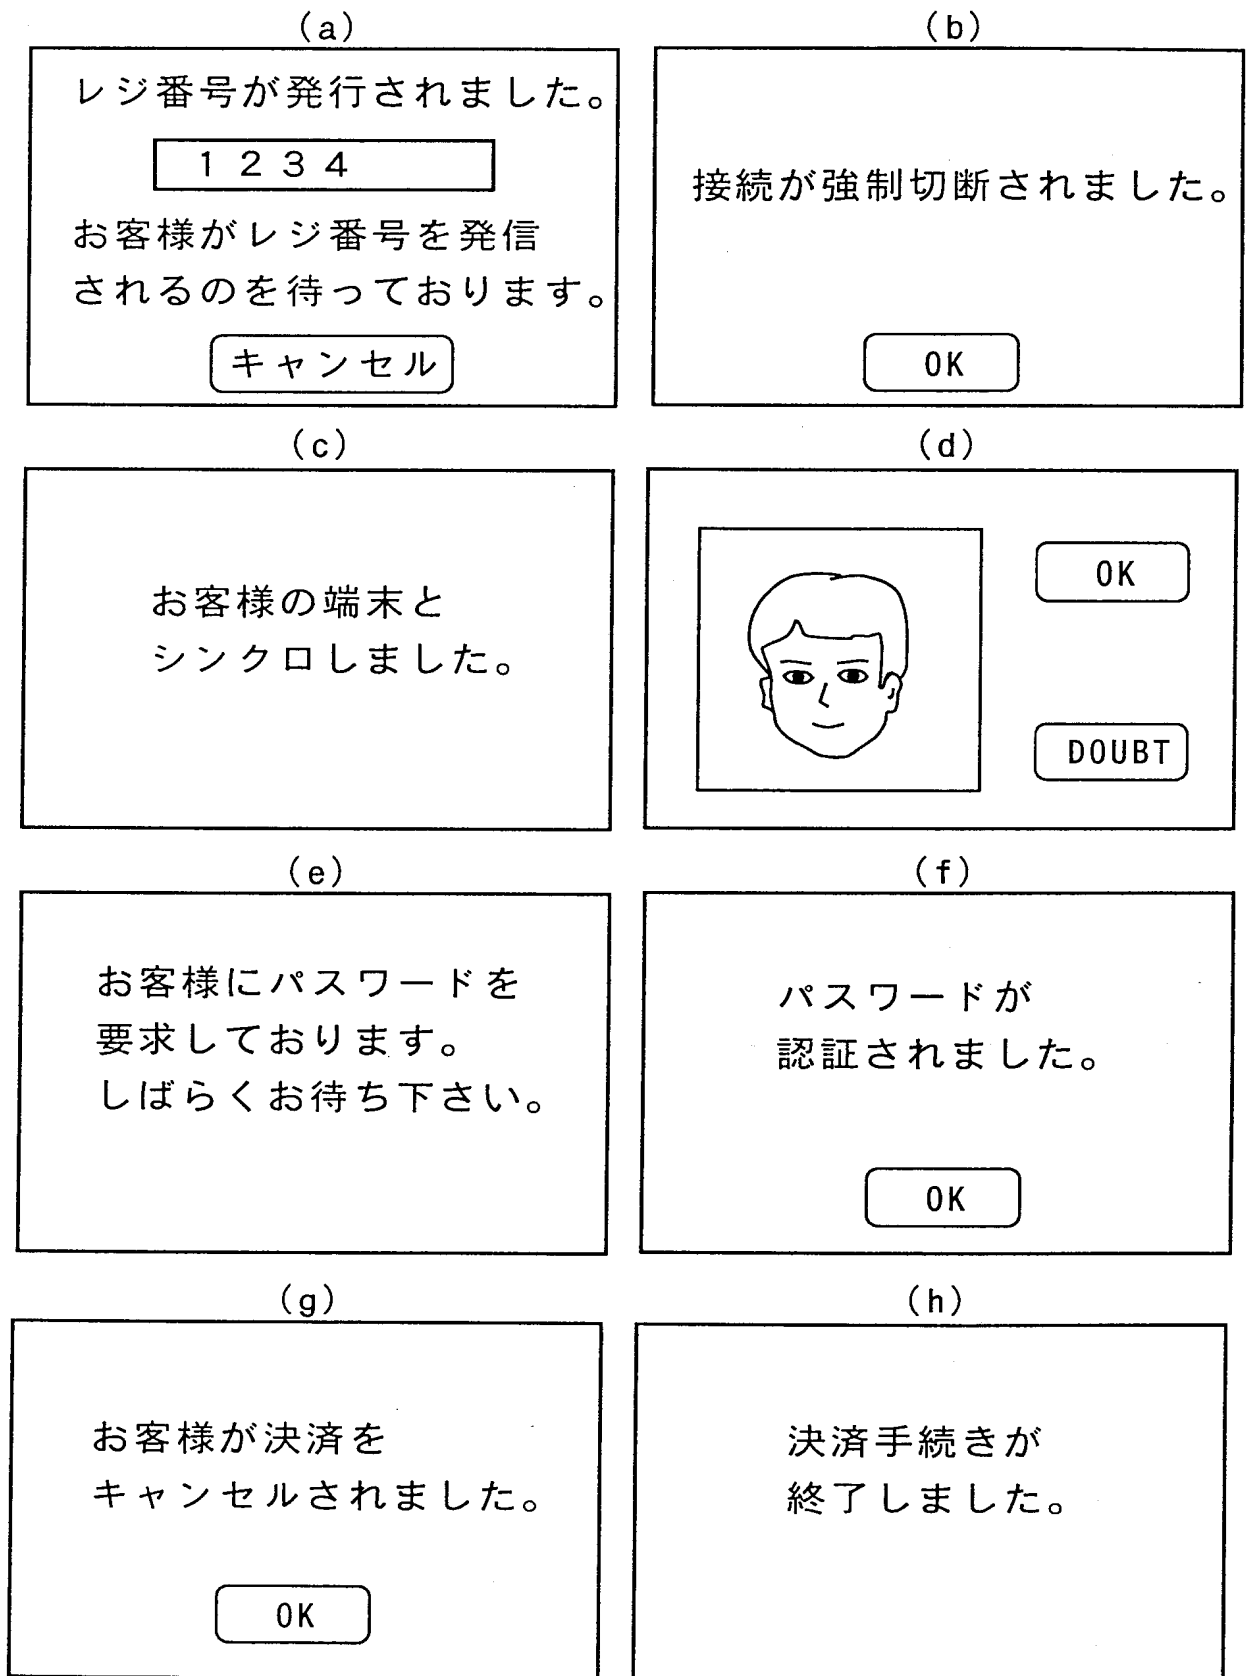 (a)
レジ番号が発行されました。
1234
お客様がレジ番号を発信
されるのを待っております。
キャンセル
(b)
接続が強制切断されました。
OK
(c)
お客様の端末と
シンクロしました。
(d)
OK
DOUBT
(e)
お客様にパスワードを
要求しております。
しばらくお待ち下さい。
(f)
パスワードが
認証されました。
OK
(g)
お客様が決済を
キャンセルされました。
OK
(h)
決済手続きが
終了しました。